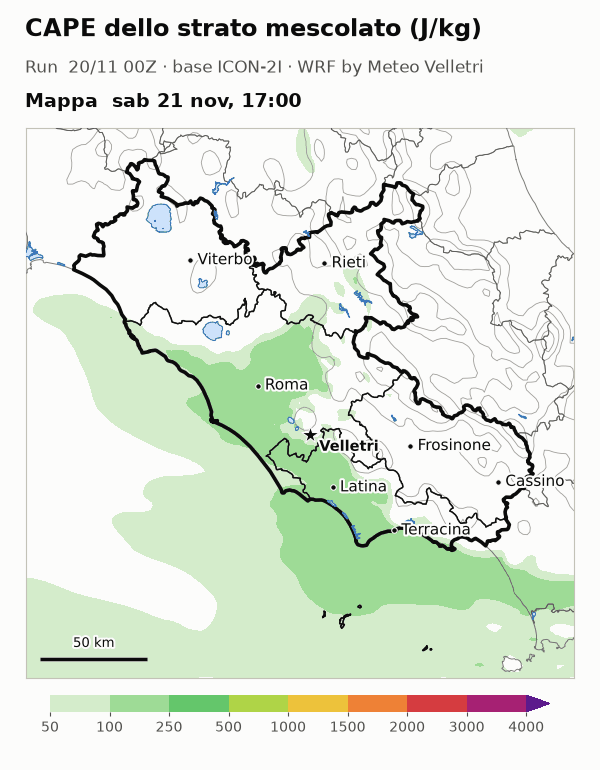 CAPE dello strato mescolato (J/kg)
Run  20/11 00Z · base ICON-2I · WRF by Meteo Velletri
Mappa  sab 21 nov, 17:00
Viterbo
Rieti
Roma
Velletri
Frosinone
Cassino
Latina
Terracina
50 km
50 100 250 500 1000 1500 2000 3000 4000